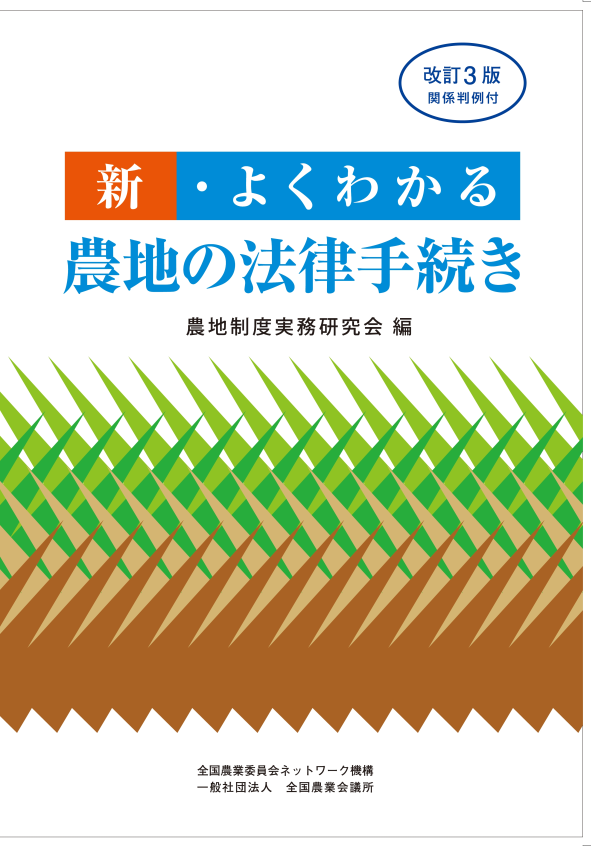 改訂3版
関係判例付
新・よくわかる
農地の法律手続き
農地制度実務研究会 編
全国農業委員会ネットワーク機構
一般社団法人　全国農業会議所